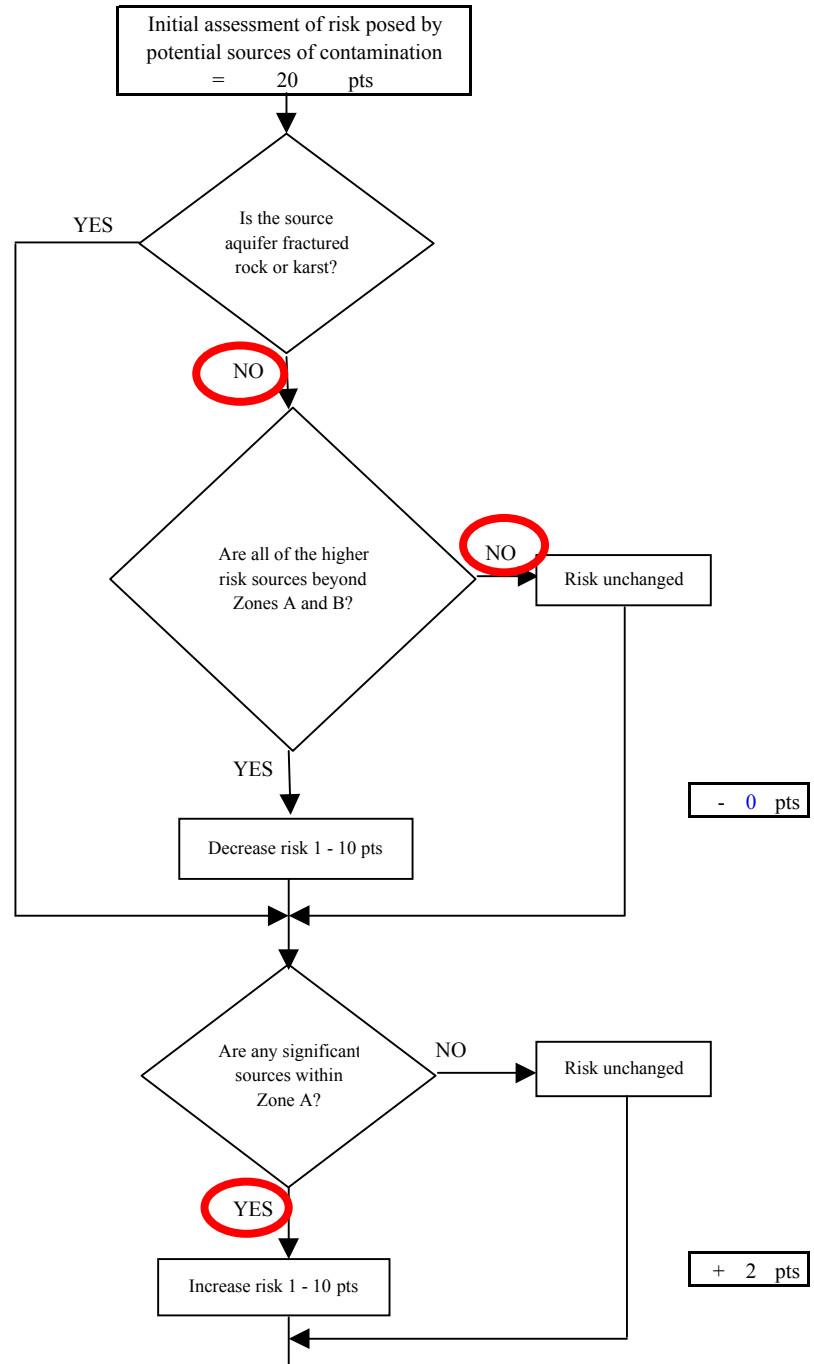 Initial assessment of risk posed by
potential sources of contamination
= 20 pts
YES
Is the source
aquifer fractured
rock or karst?
NO
Are all of the higher
risk sources beyond
Zones A and B?
NO
Risk unchanged
YES
- 0 pts
Decrease risk 1 - 10 pts
Are any significant
sources within
Zone A?
NO
Risk unchanged
YES
+ 2 pts
Increase risk 1 - 10 pts